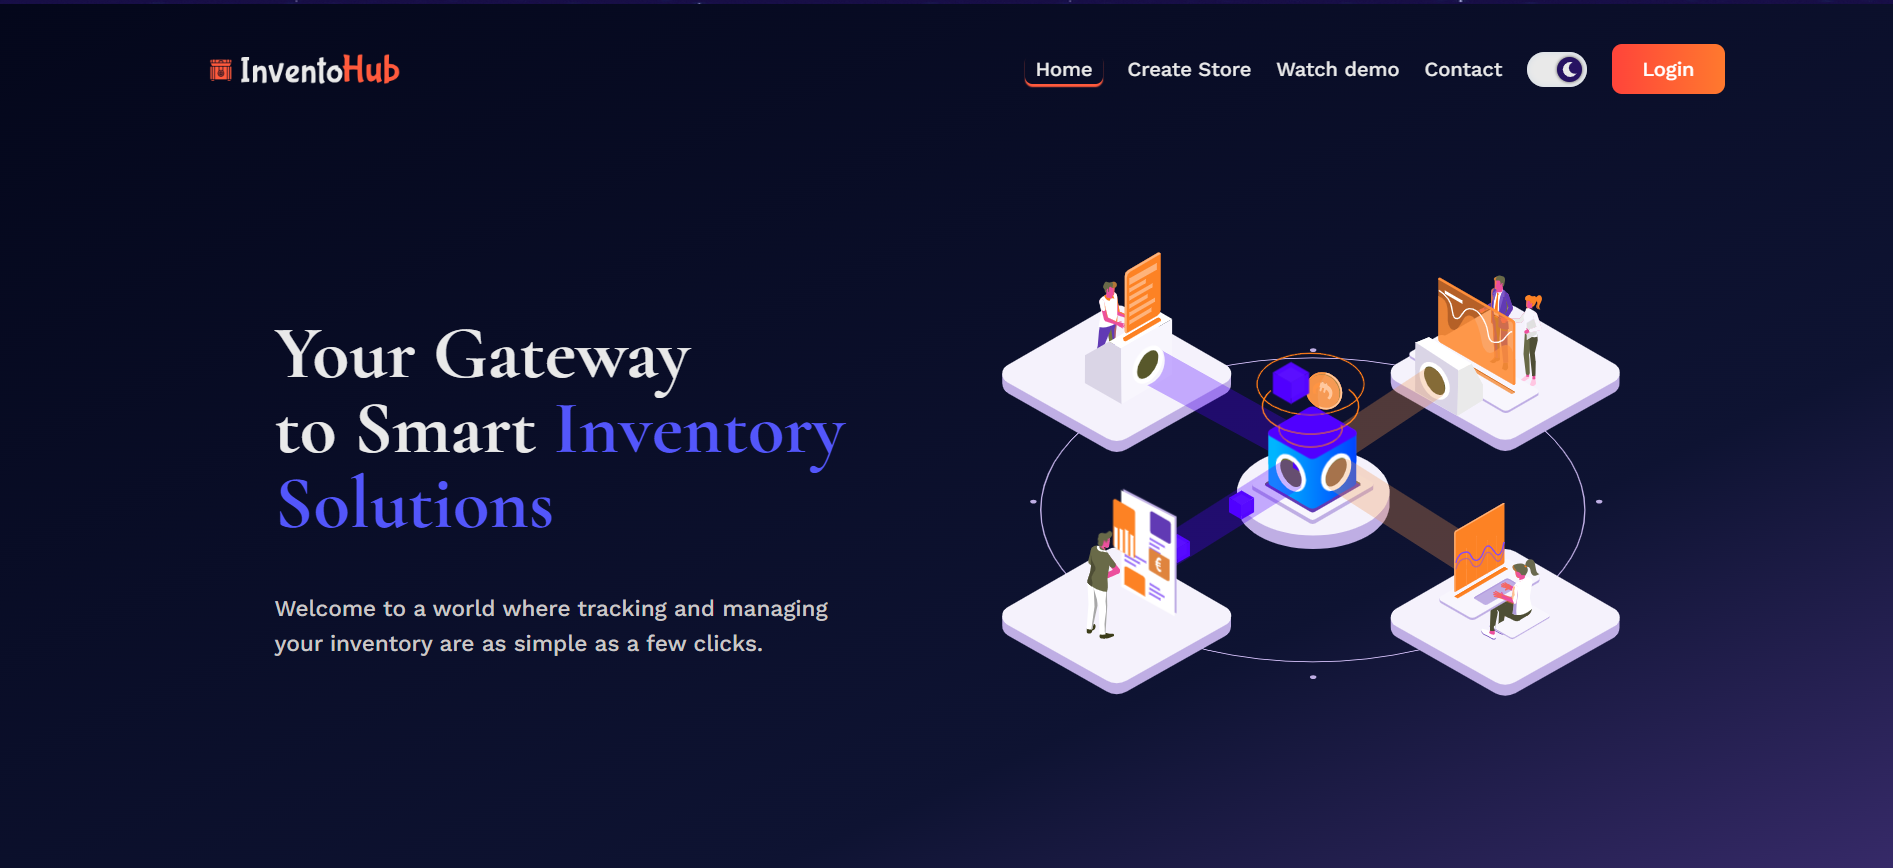 InventoHub
Home
Create Store
Watch demo
Contact
Login
Your Gateway
to Smart Inventory
Solutions
Welcome to a world where tracking and managing
your inventory are as simple as a few clicks.
€